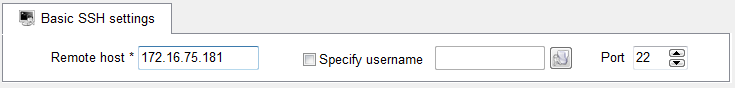 Basic SSH settings
Remote host * 172.16.75.181 Specify username Port 22